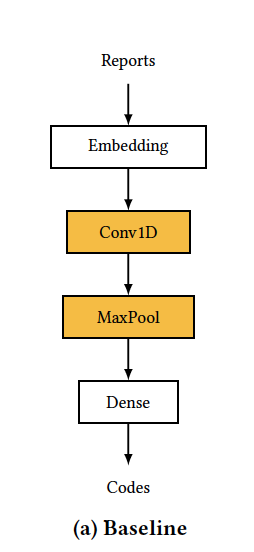 Reports
Embedding
Conv1D
MaxPool
Dense
Codes
(a) Baseline